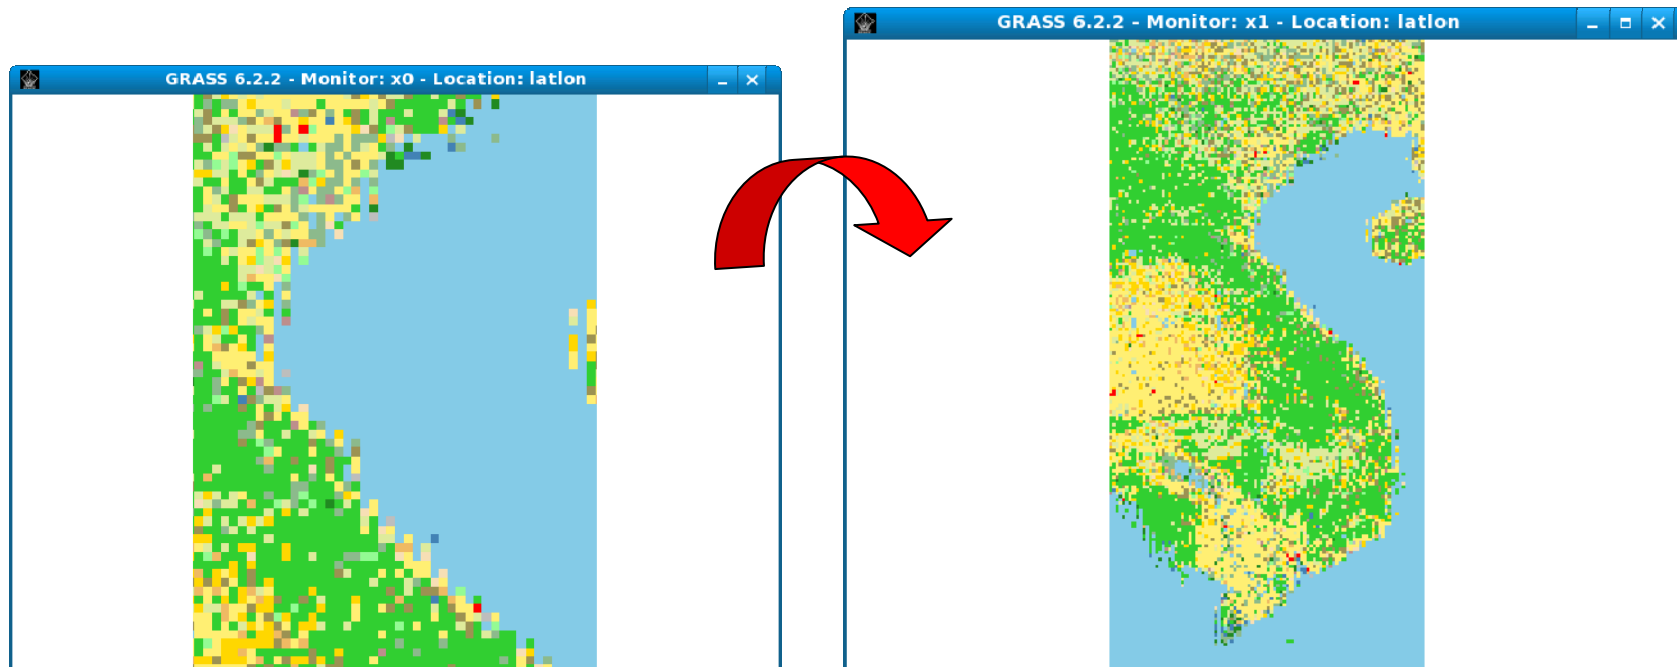 GRASS 6.2.2 - Monitor: x0 - Location: latlon
GRASS 6.2.2 - Monitor: x1 - Location: latlon